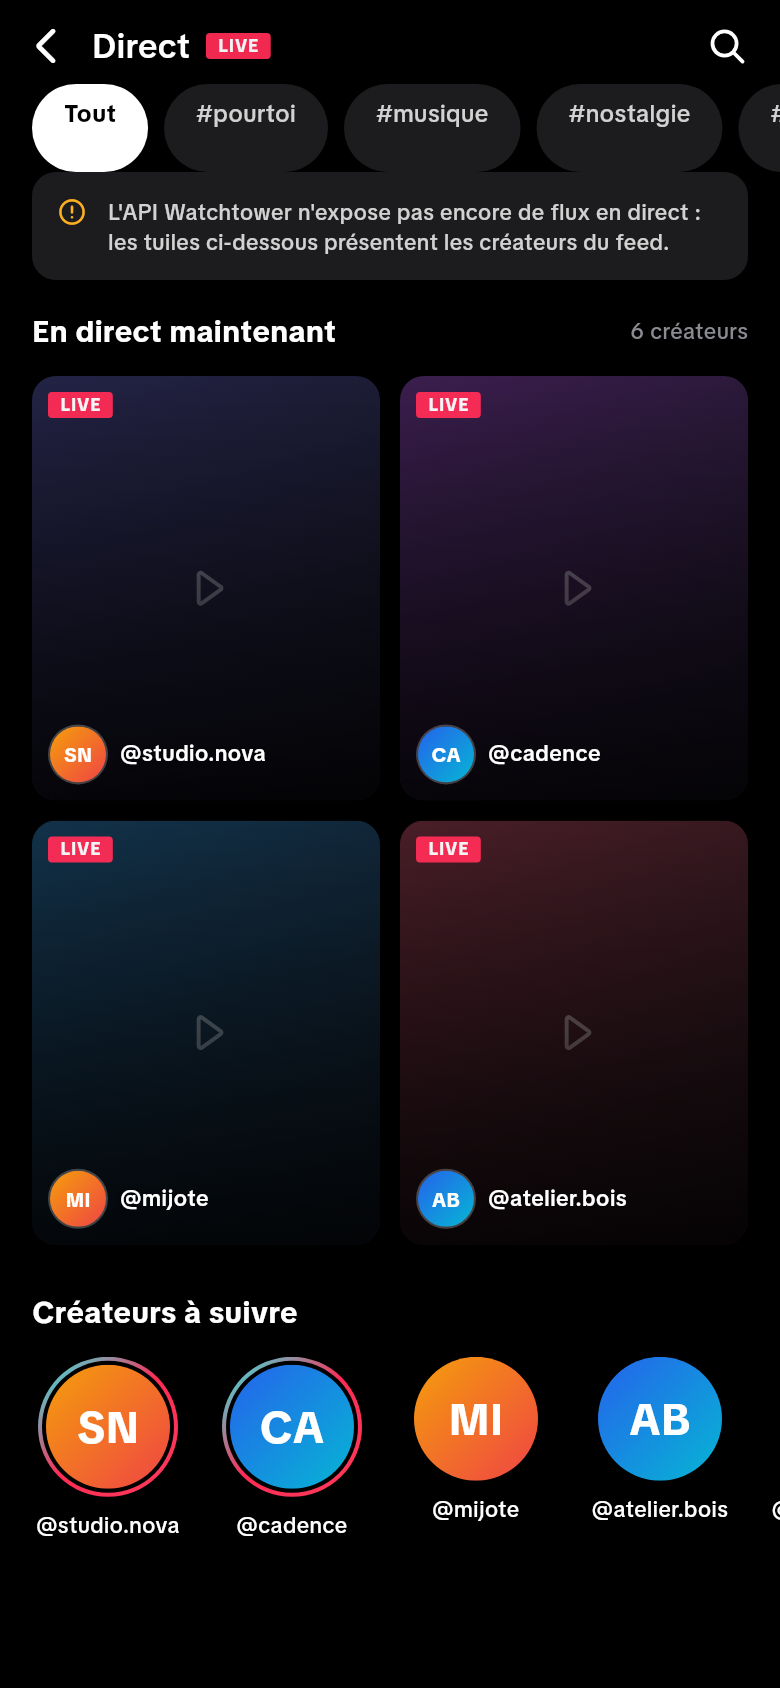 Direct LIVE
Tout #pourtoi #musique #nostalgie #
L'API Watchtower n'expose pas encore de flux en direct :
les tuiles ci-dessous présentent les créateurs du feed.
En direct maintenant 6 créateurs
LIVE LIVE
SN @studio.nova CA @cadence
LIVE LIVE
MI @mijote AB @atelier.bois
Créateurs à suivre
SN CA MI AB
@studio.nova @cadence @mijote @atelier.bois @